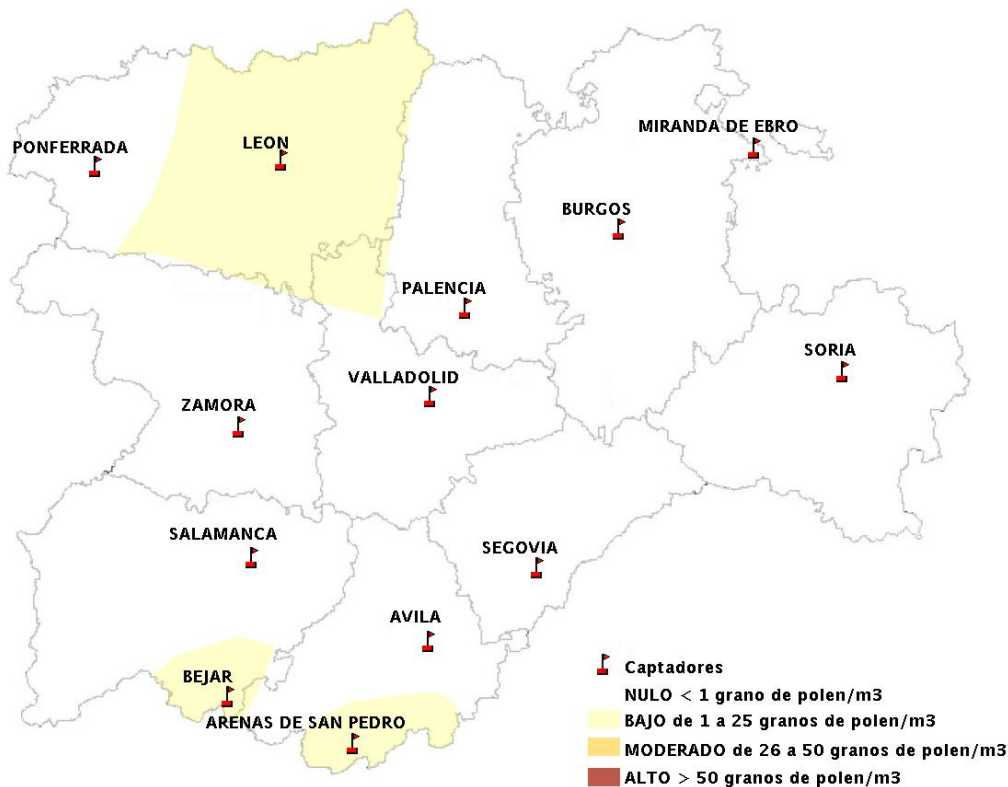 MIRANDA DE EBRO
PONFERRADA
LEON
BURGOS
PALENCIA
SORIA
VALLADOLID
ZAMORA
SALAMANCA
SEGOVIA
AVILA
BEJAR
ARENAS DE SAN PEDRO
Captadores
NULO < 1 grano de polen/m3
BAJO de 1 a 25 granos de polen/m3
MODERADO de 26 a 50 granos de polen/m3
ALTO > 50 granos de polen/m3